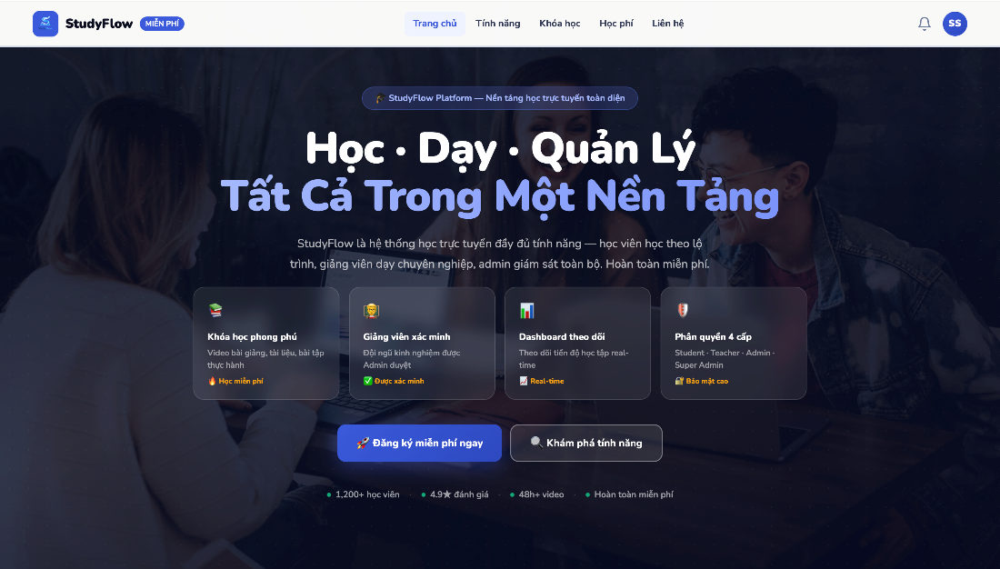 StudyFlow MIỄN PHÍ
Trang chủ Tính năng Khóa học Học phí Liên hệ
SS
StudyFlow Platform — Nền tảng học trực tuyến toàn diện
Học · Dạy · Quản Lý
Tất Cả Trong Một Nền Tảng
StudyFlow là hệ thống học trực tuyến đầy đủ tính năng — học viên học theo lộ
trình, giảng viên dạy chuyên nghiệp, admin giám sát toàn bộ. Hoàn toàn miễn phí.
Khóa học phong phú
Video bài giảng, tài liệu, bài tập
thực hành
Học miễn phí
Giảng viên xác minh
Đội ngũ kinh nghiệm được
Admin duyệt
Được xác minh
Dashboard theo dõi
Theo dõi tiến độ học tập real-
time
Real-time
Phân quyền 4 cấp
Student · Teacher · Admin ·
Super Admin
Bảo mật cao
Đăng ký miễn phí ngay
Khám phá tính năng
1,200+ học viên · 4.9★ đánh giá · 48h+ video · Hoàn toàn miễn phí